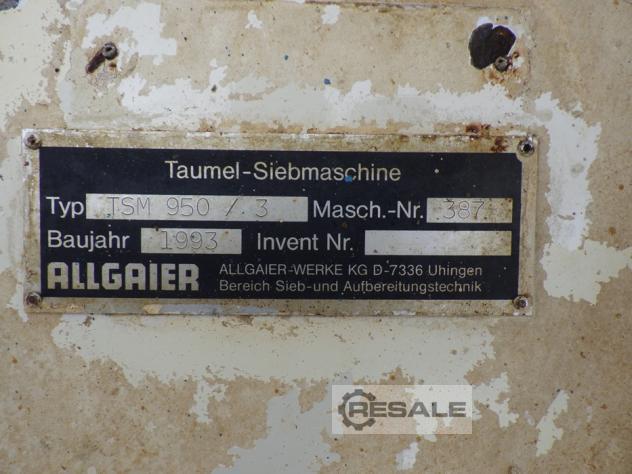 Taumel-Siebmaschine
Typ TSM 950 / 3 Masch.-Nr.
Baujahr 1993 Invent Nr.
ALLGAIER ALLGAIER-WERKE KG D-7336 Uhingen
Bereich Sieb-und Aufbereitungstechnik
RESALE